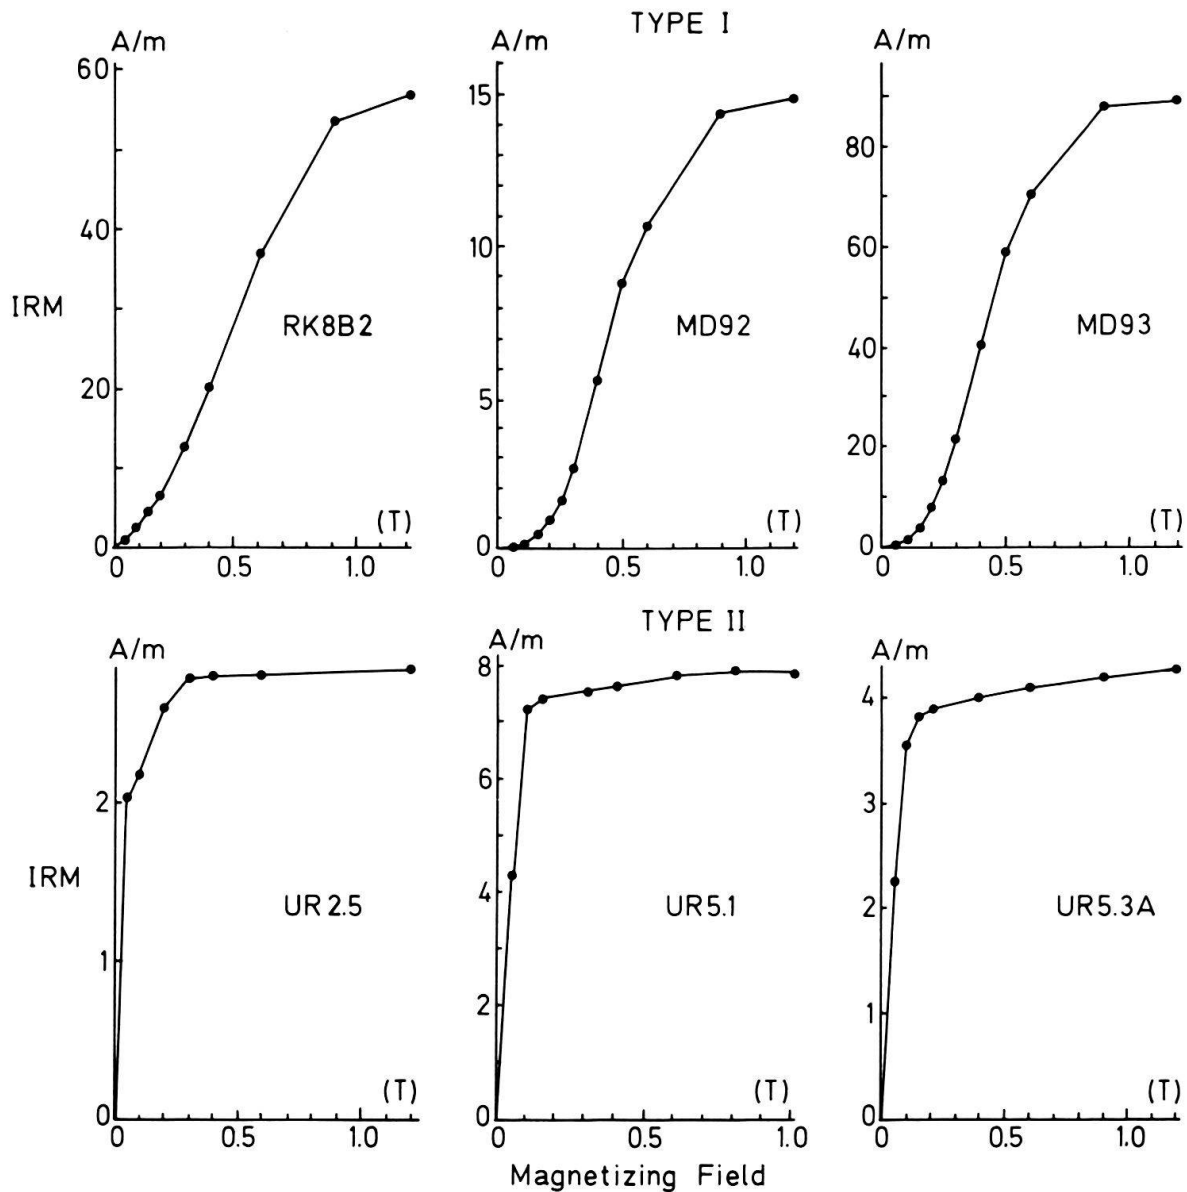 TYPE I
A/m A/m A/m
60 15 80
40 10 60
IRM
RK8B2 MD92 MD93
20 5 40
20
(T) (T) (T)
0 0 0
0 0.5 1.0 0 0.5 1.0 0 0.5 1.0
TYPE II
A/m A/m A/m
8 4
2 6 3
IRM
UR2.5 UR5.1 UR5.3A
4 2
1 2 1
(T) (T) (T)
0 0 0
0 0.5 1.0 0 0.5 1.0 0 0.5 1.0
Magnetizing Field